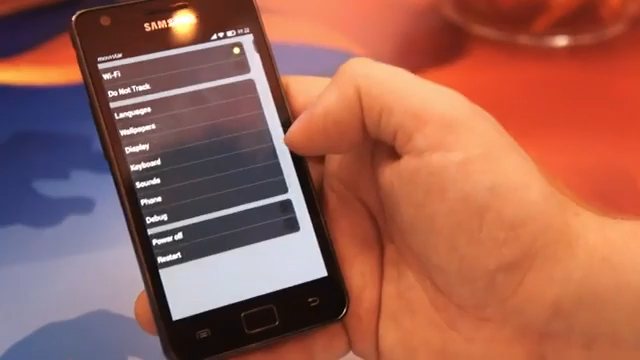 SAMSUNG
movistar
Wi-Fi
Do Not Track
Languages
Wallpapers
Display
Keyboard
Sounds
Phone
Debug
Power off
Restart